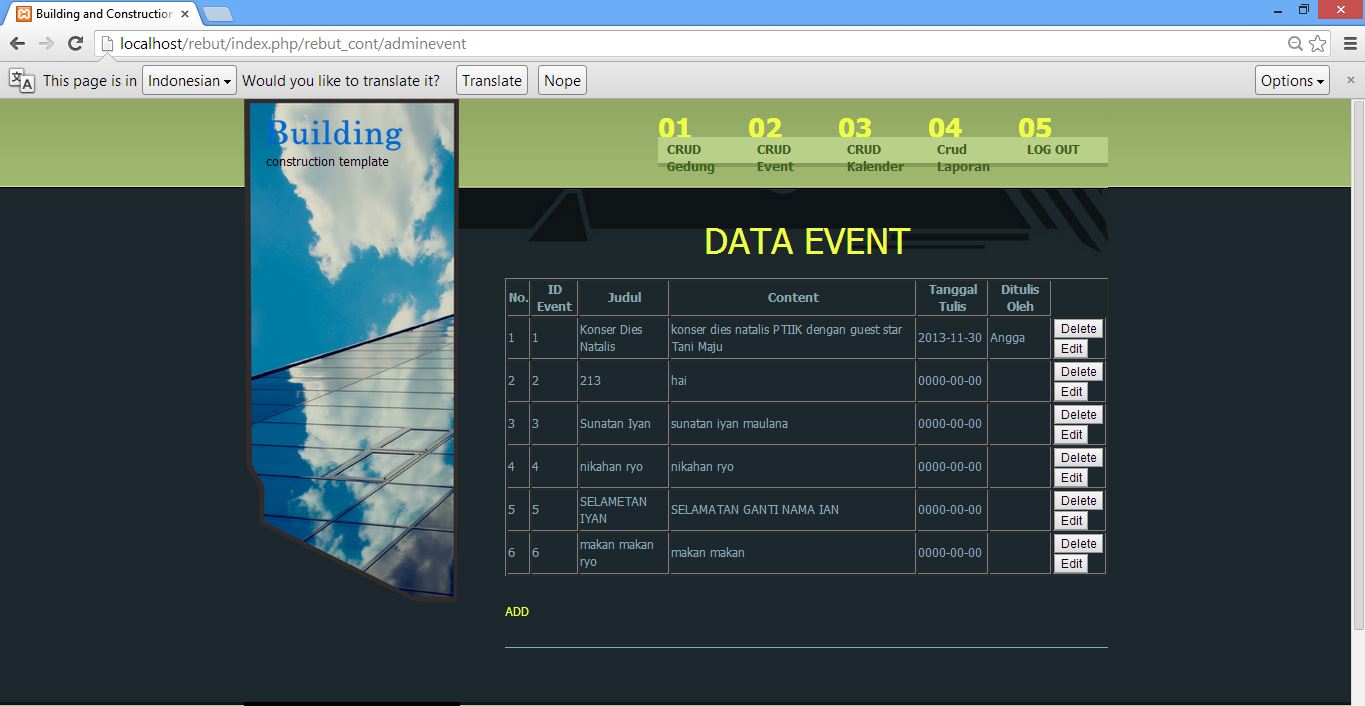 Building and Construction
localhost/rebut/index.php/rebut_cont/adminevent
This page is in Indonesian Would you like to translate it? Translate Nope Options
Building
construction template
01 02 03 04 05
CRUD CRUD CRUD Crud LOG OUT
Gedung Event Kalender Laporan
DATA EVENT
No. ID Event Judul Content Tanggal Tulis Ditulis Oleh
1 1 Konser Dies Natalis konser dies natalis PTIIK dengan guest star Tani Maju 2013-11-30 Angga Delete Edit
2 2 213 hai 0000-00-00 Delete Edit
3 3 Sunatan Iyan sunatan iyan maulana 0000-00-00 Delete Edit
4 4 nikahan ryo nikahan ryo 0000-00-00 Delete Edit
5 5 SELAMETAN IYAN SELAMATAN GANTI NAMA IAN 0000-00-00 Delete Edit
6 6 makan makan ryo makan makan 0000-00-00 Delete Edit
ADD